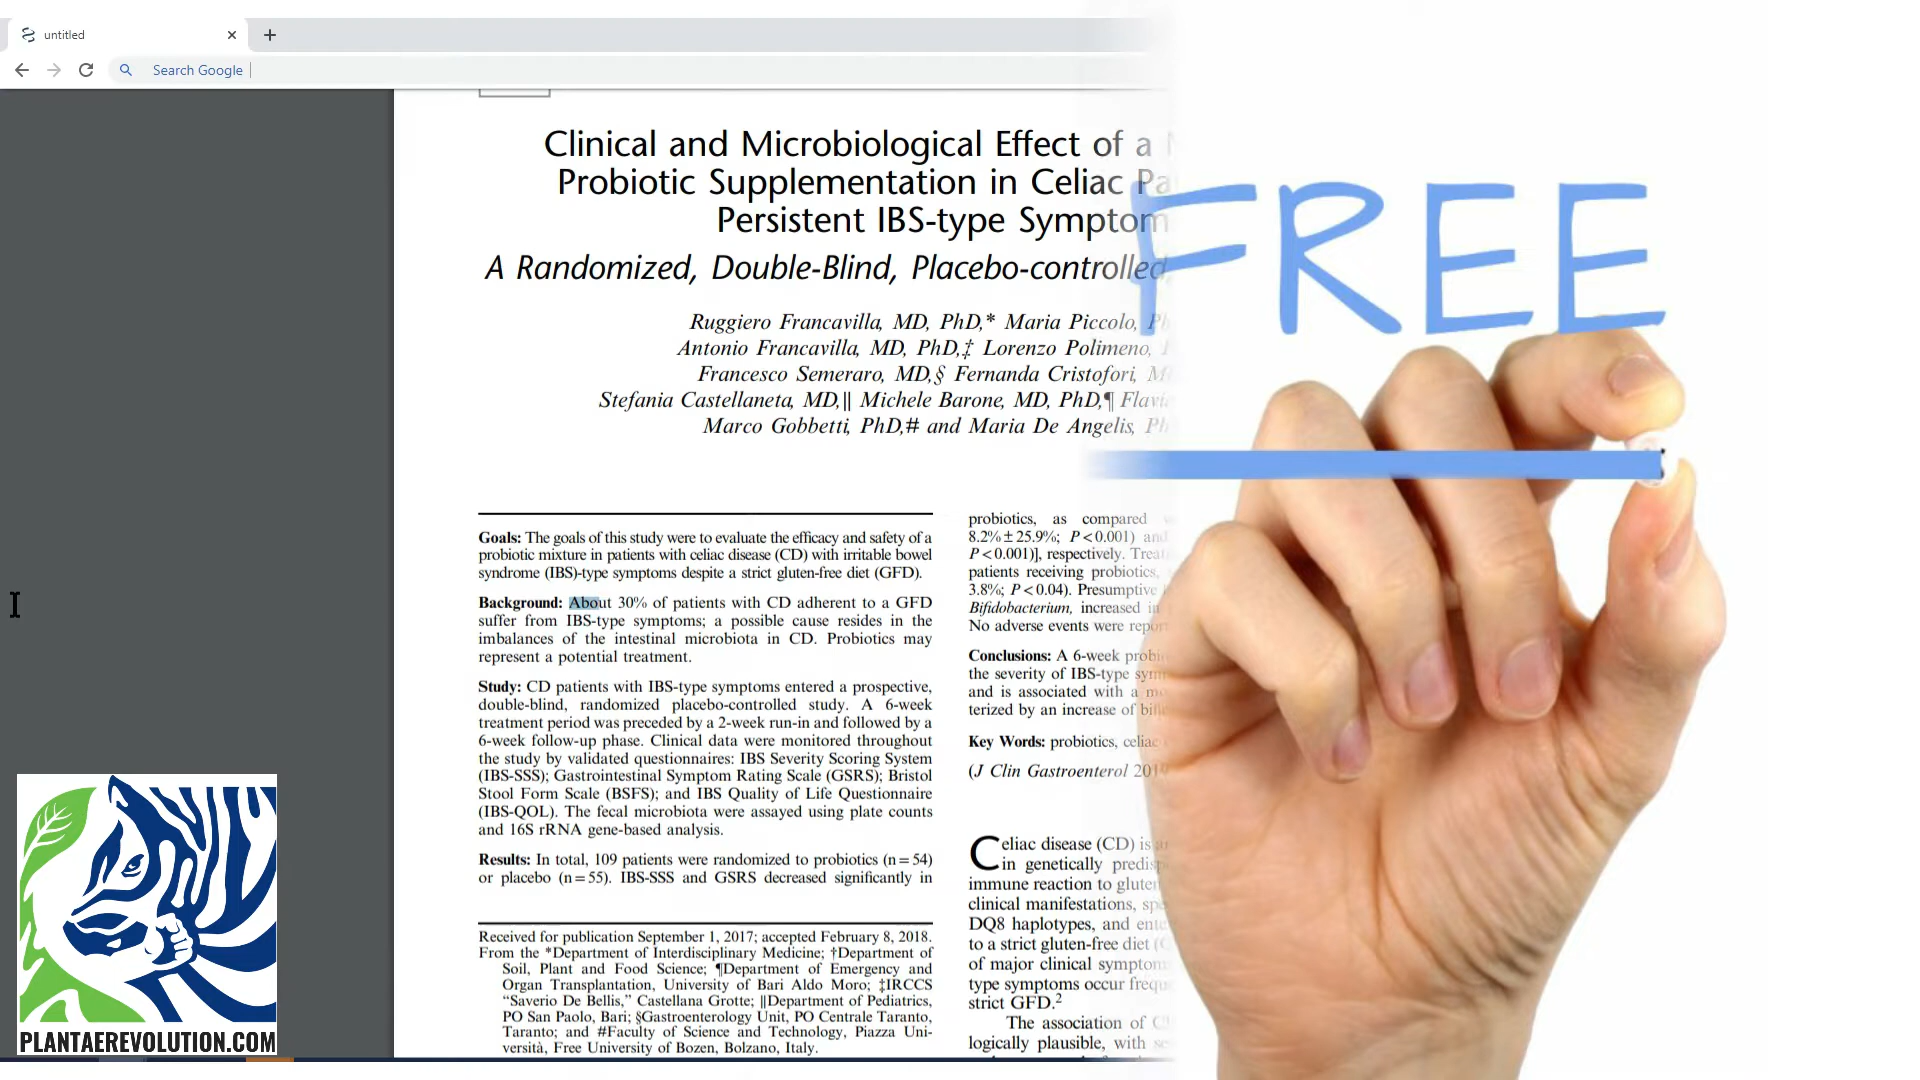 untitled
Search Google
Clinical and Microbiological Effect of a
Probiotic Supplementation in Celiac
Persistent IBS-type Symptom
A Randomized, Double-Blind, Placebo-controlled
Ruggiero Francavilla, MD, PhD,* Maria Piccolo,
Antonio Francavilla, MD, PhD,‡ Lorenzo Polimeno,
Francesco Semeraro, MD,§ Fernanda Cristofori,
Stefania Castellaneta, MD,∥ Michele Barone, MD, PhD,¶
Marco Gobbetti, PhD,# and Maria De Angelis,
FREE
Goals: The goals of this study were to evaluate the efficacy and safety of a
probiotic mixture in patients with celiac disease (CD) with irritable bowel
syndrome (IBS)-type symptoms despite a strict gluten-free diet (GFD).
Background: About 30% of patients with CD adherent to a GFD
suffer from IBS-type symptoms; a possible cause resides in the
imbalances of the intestinal microbiota in CD. Probiotics may
represent a potential treatment.
Study: CD patients with IBS-type symptoms entered a prospective,
double-blind, randomized placebo-controlled study. A 6-week
treatment period was preceded by a 2-week run-in and followed by a
6-week follow-up phase. Clinical data were monitored throughout
the study by validated questionnaires: IBS Severity Scoring System
(IBS-SSS); Gastrointestinal Symptom Rating Scale (GSRS); Bristol
Stool Form Scale (BSFS); and IBS Quality of Life Questionnaire
(IBS-QOL). The fecal microbiota were assayed using plate counts
and 16S rRNA gene-based analysis.
Results: In total, 109 patients were randomized to probiotics (n=54)
or placebo (n=55). IBS-SSS and GSRS decreased significantly in
Received for publication September 1, 2017; accepted February 8, 2018.
From the *Department of Interdisciplinary Medicine; †Department of
Soil, Plant and Food Science; ¶Department of Emergency and
Organ Transplantation, University of Bari Aldo Moro; ‡IRCCS
“Saverio De Bellis,” Castellana Grotte; ∥Department of Pediatrics,
PO San Paolo, Bari; §Gastroenterology Unit, PO Centrale Taranto,
Taranto; and #Faculty of Science and Technology, Piazza Uni-
versità, Free University of Bozen, Bolzano, Italy.
probiotics, as compared
8.2%±25.9%; P<0.001) and
P<0.001)], respectively.
patients receiving probiotics,
3.8%; P<0.04). Presumptive
Bifidobacterium, increased in
No adverse events were
Conclusions: A 6-week
the severity of IBS-type
and is associated with a
terized by an increase of
Key Words: probiotics, celiac
(J Clin Gastroenterol
Celiac disease (CD) is
in genetically
immune reaction to
clinical manifestations,
DQ8 haplotypes, and
to a strict gluten-free diet
of major clinical
type symptoms occur
strict GFD.2
The association of
logically plausible, with
PLANTAEREVOLUTION.COM